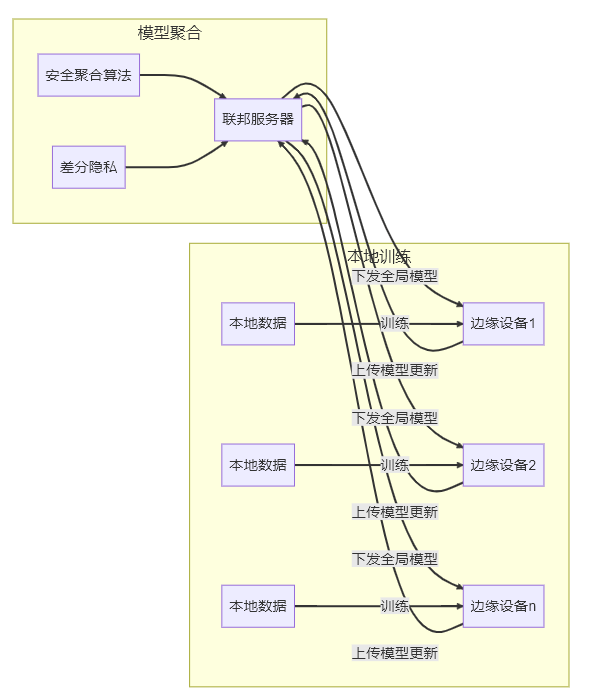 模型聚合
安全聚合算法
联邦服务器
差分隐私
本地训练
下发全局模型
本地数据
训练
边缘设备1
上传模型更新
下发全局模型
本地数据
训练
边缘设备2
上传模型更新
下发全局模型
本地数据
训练
边缘设备n
上传模型更新